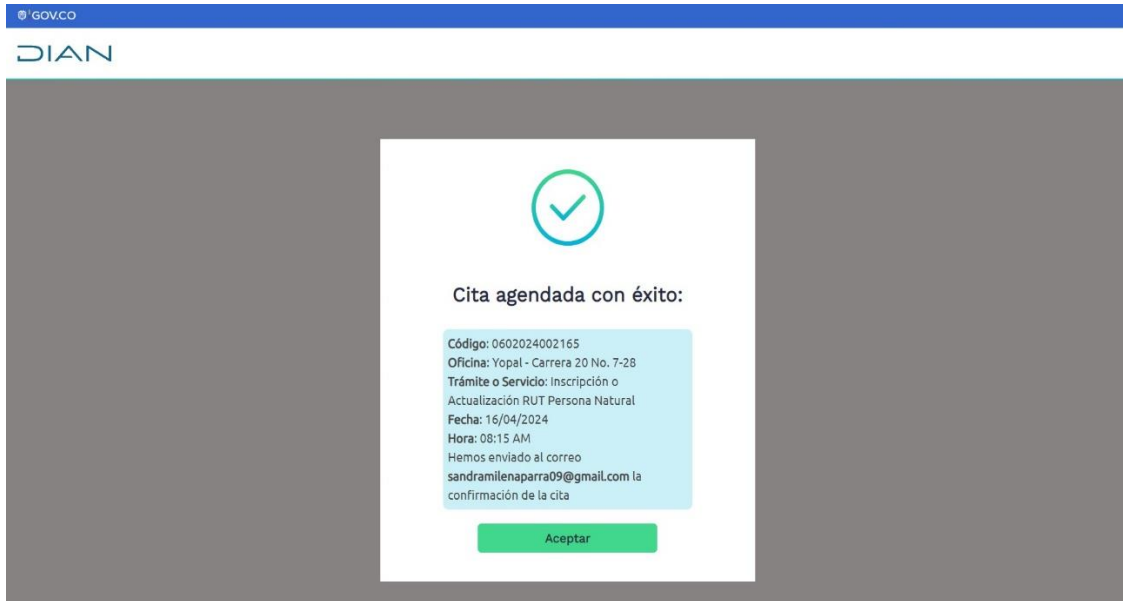 GOV.CO
DIAN
Cita agendada con éxito:
Código: 0602024002165
Oficina: Yopal - Carrera 20 No. 7-28
Trámite o Servicio: Inscripción o
Actualización RUT Persona Natural
Fecha: 16/04/2024
Hora: 08:15 AM
Hemos enviado al correo
sandramilenaparra09@gmail.com la
confirmación de la cita
Aceptar